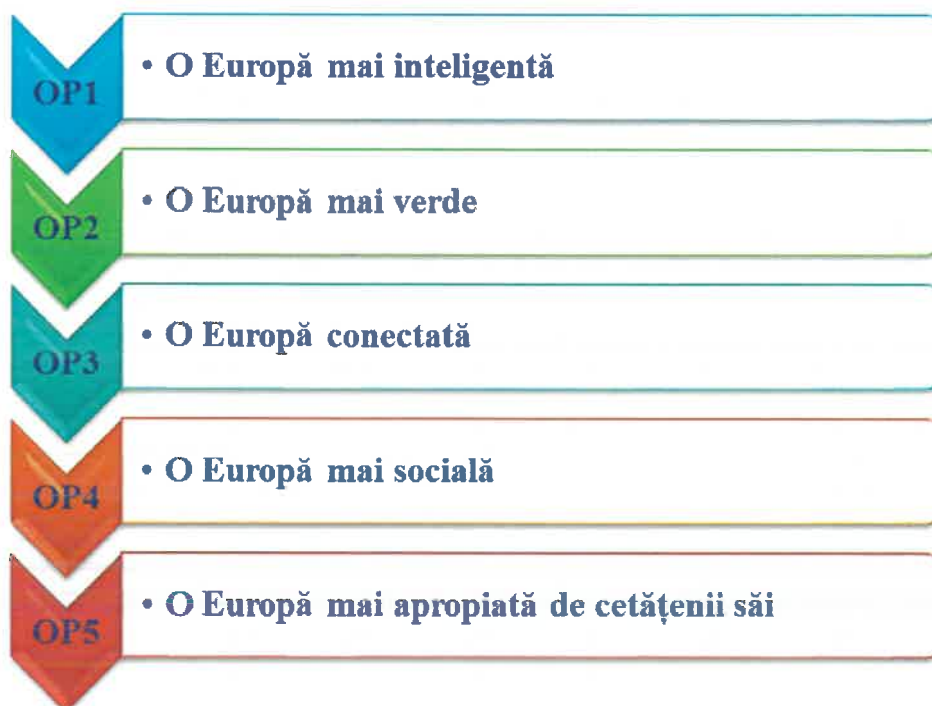 OP1
• O Europă mai inteligentă
OP2
• O Europă mai verde
OP3
• O Europă conectată
OP4
• O Europă mai socială
OP5
• O Europă mai apropiată de cetățenii săi